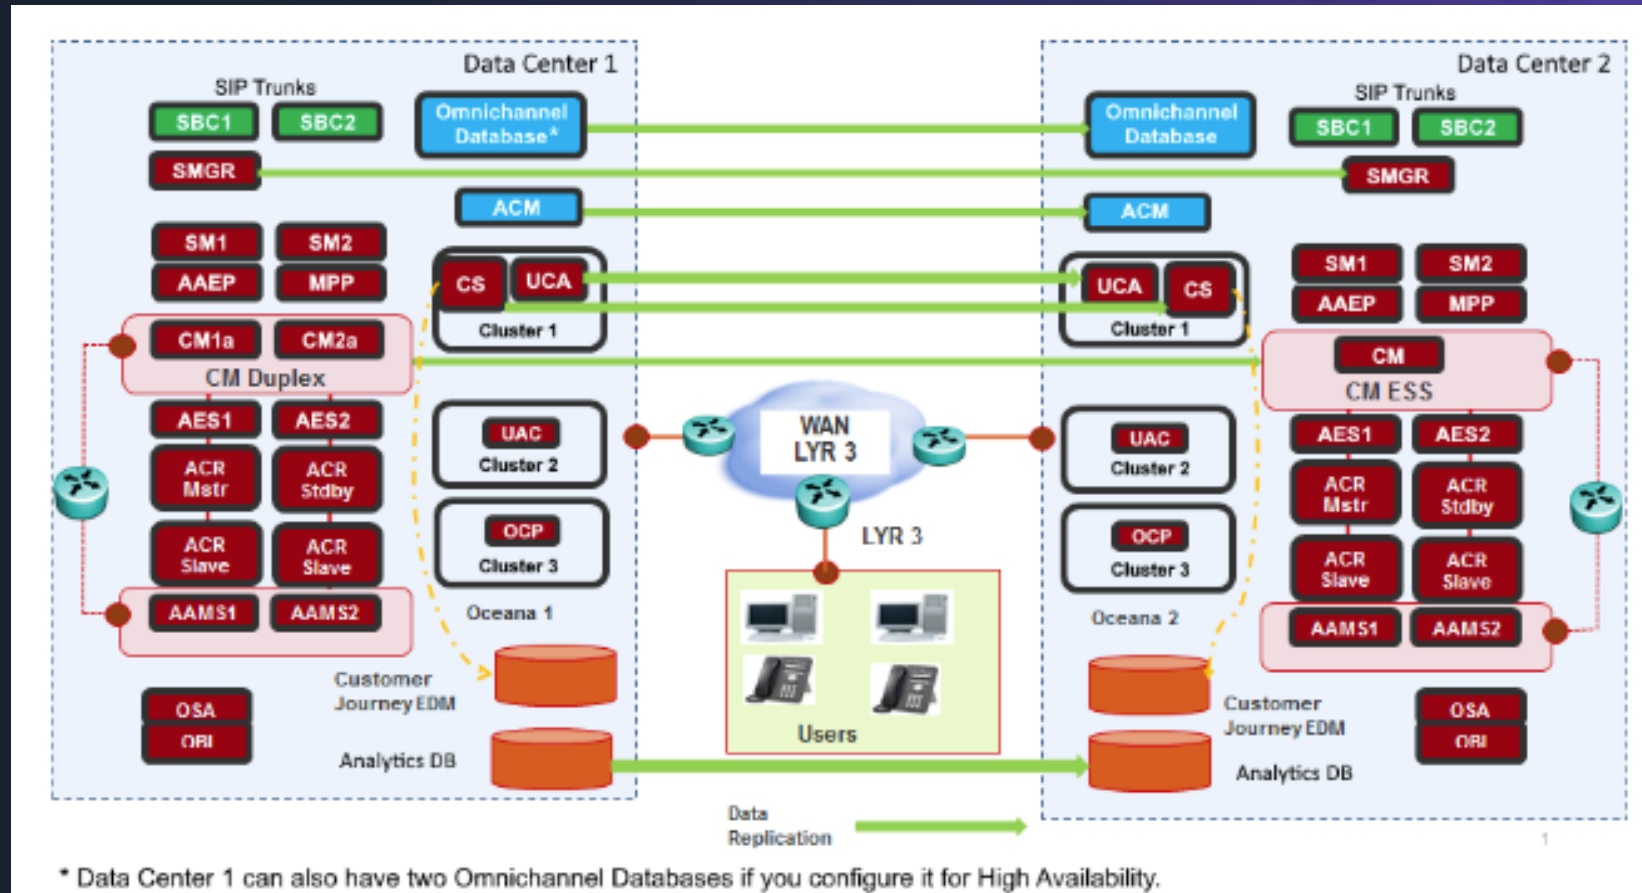 Data Center 1
SIP Trunks
SBC1
SBC2
Omnichannel
Database*
SMGR
ACM
SM1
SM2
AAEP
MPP
CS
UCA
Cluster 1
CM1a
CM2a
CM Duplex
AES1
AES2
UAC
Cluster 2
ACR
Mstr
ACR
Stdby
OCP
Cluster 3
ACR
Slave
ACR
Slave
AAMS1
AAMS2
Oceana 1
Customer
Journey EDM
OSA
OBI
Analytics DB
WAN
LYR 3
LYR 3
Users
Data
Replication
Data Center 2
Omnichannel
Database
SIP Trunks
SBC1
SBC2
SMGR
ACM
UCA
CS
Cluster 1
SM1
SM2
AAEP
MPP
CM
CM ESS
UAC
Cluster 2
AES1
AES2
ACR
Mstr
ACR
Stdby
OCP
Cluster 3
ACR
Slave
ACR
Slave
Oceana 2
AAMS1
AAMS2
Customer
Journey EDM
OSA
OBI
Analytics DB
1
* Data Center 1 can also have two Omnichannel Databases if you configure it for High Availability.